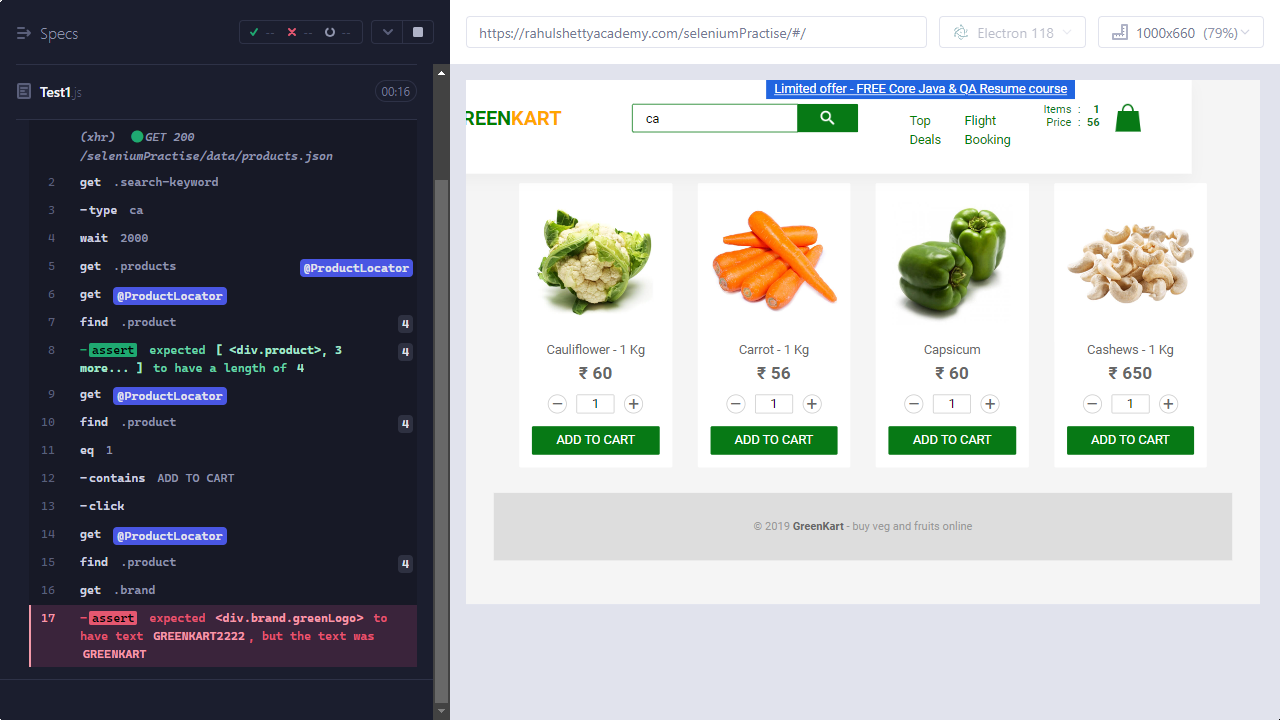 Specs
-- -- --
https://rahulshettyacademy.com/seleniumPractise/#/
Electron 118
1000x660 (79%)
Test1.js
00:16
(xhr) GET 200
/seleniumPractise/data/products.json
2 get .search-keyword
3 -type ca
4 wait 2000
5 get .products @ProductLocator
6 get @ProductLocator
7 find .product 4
8 -assert expected [ <div.product>, 3 4
more... ] to have a length of 4
9 get @ProductLocator
10 find .product 4
11 eq 1
12 -contains ADD TO CART
13 -click
14 get @ProductLocator
15 find .product 4
16 get .brand
17 -assert expected <div.brand.greenLogo> to
have text GREENKART2222, but the text was
GREENKART
Limited offer - FREE Core Java & QA Resume course
REENKART
ca
Top
Deals
Flight
Booking
Items : 1
Price : 56
Cauliflower - 1 Kg
₹ 60
− 1 +
ADD TO CART
Carrot - 1 Kg
₹ 56
− 1 +
ADD TO CART
Capsicum
₹ 60
− 1 +
ADD TO CART
Cashews - 1 Kg
₹ 650
− 1 +
ADD TO CART
© 2019 GreenKart - buy veg and fruits online